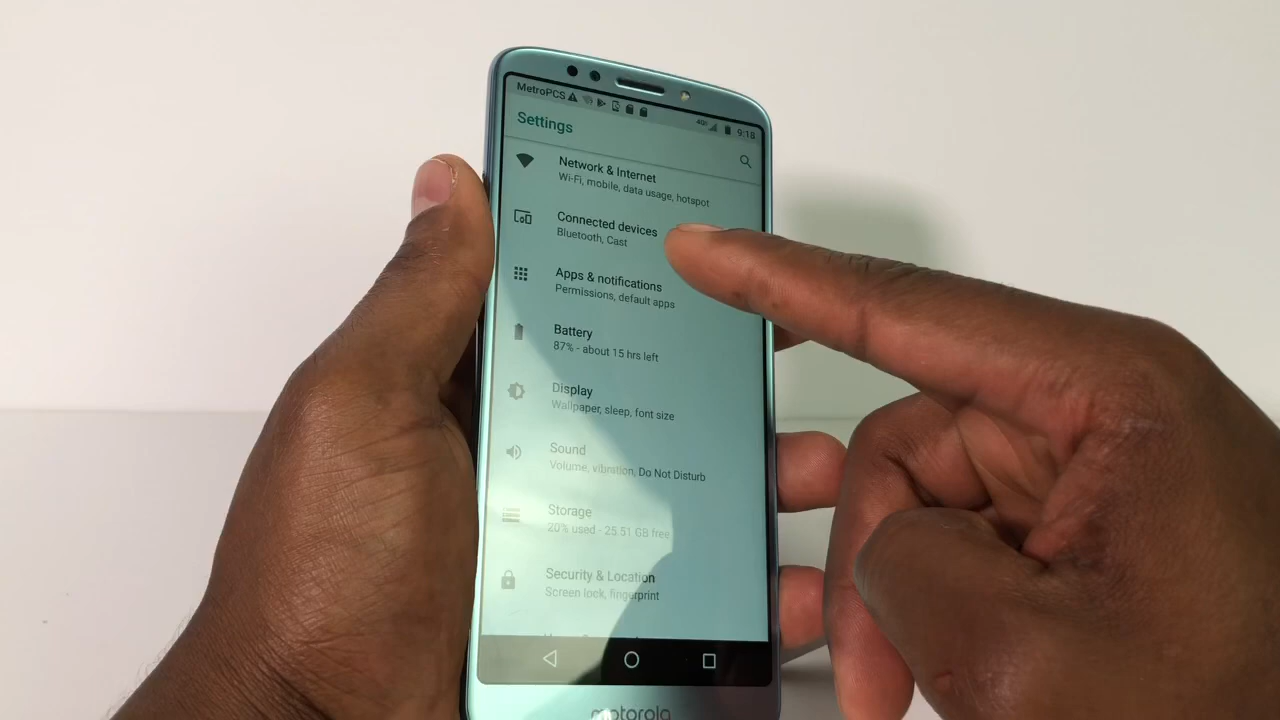 MetroPCS
4G 9:18
Settings
Network & Internet
Wi-Fi, mobile, data usage, hotspot
Connected devices
Bluetooth, Cast
Apps & notifications
Permissions, default apps
Battery
87% - about 15 hrs left
Display
Wallpaper, sleep, font size
Sound
Volume, vibration, Do Not Disturb
Storage
20% used - 25.51 GB free
Security & Location
Screen lock, fingerprint
motorola